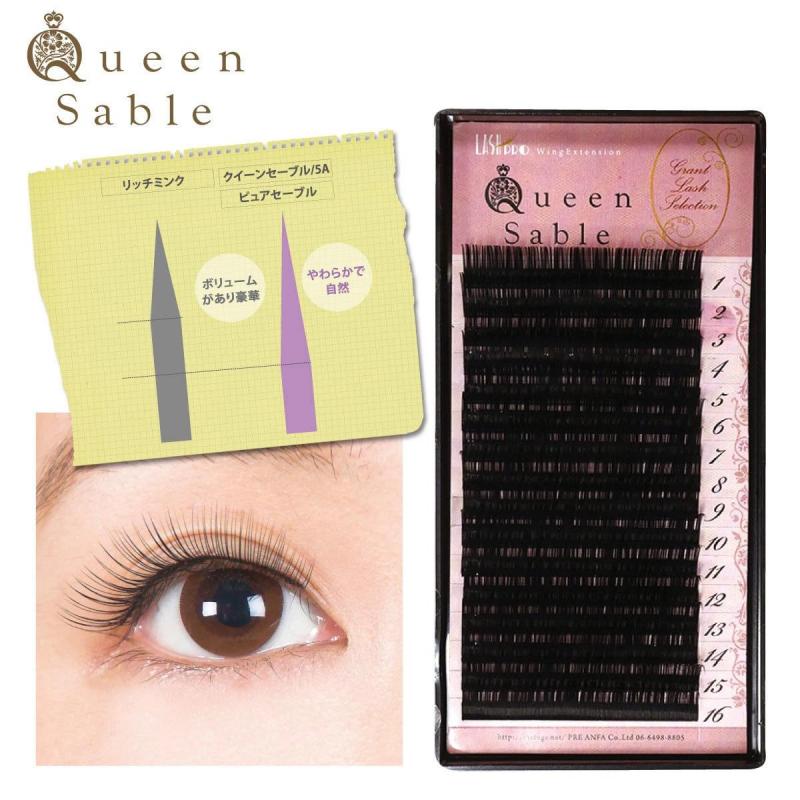 Queen
Sable
リッチミンク
クイーンセーブル/5A
ピュアセーブル
ボリューム
があり豪華
やわらかで
自然
LASH PRO WingExtension
Queen
Sable
Grant
Lash
Selection
1
2
3
4
5
6
7
8
9
10
11
12
13
14
15
16
PRE ANFA Co.,Ltd 06-6498-8805